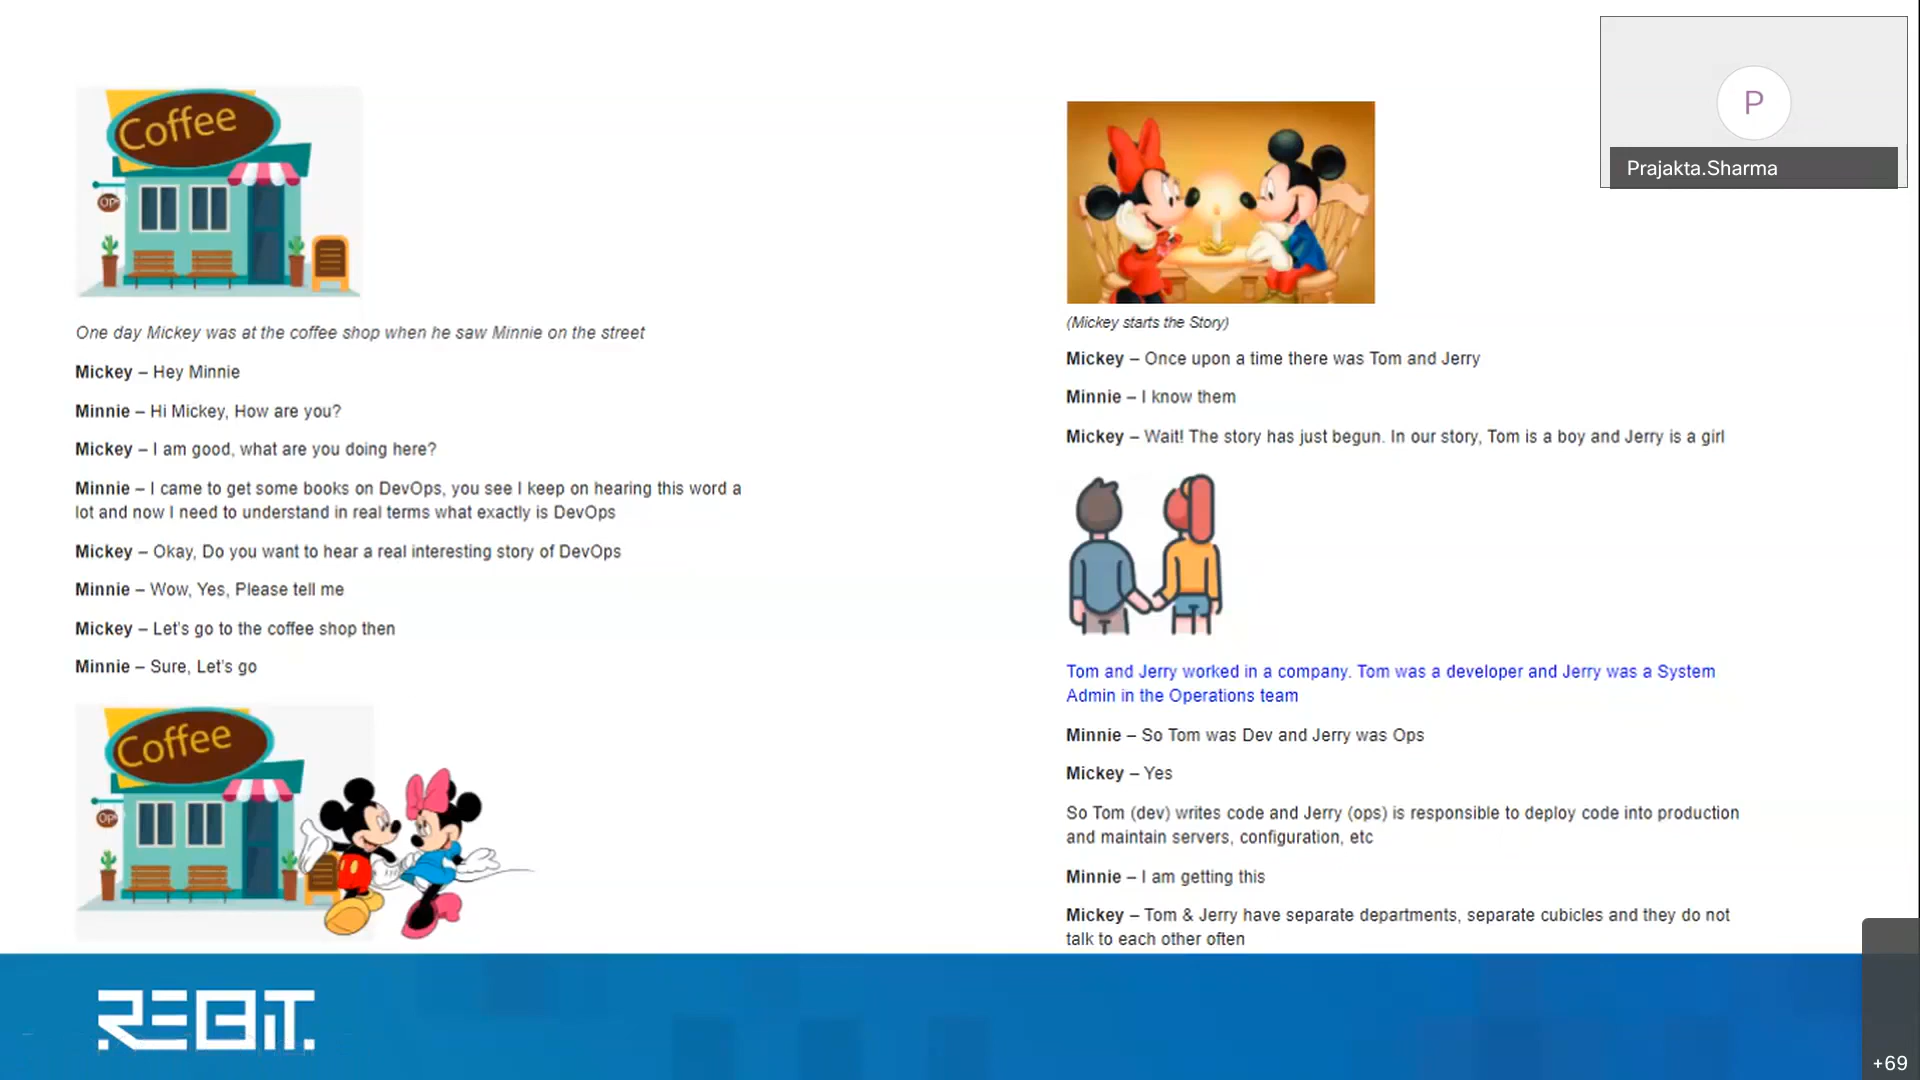 Coffee
OP
One day Mickey was at the coffee shop when he saw Minnie on the street
Mickey – Hey Minnie
Minnie – Hi Mickey, How are you?
Mickey – I am good, what are you doing here?
Minnie – I came to get some books on DevOps, you see I keep on hearing this word a
lot and now I need to understand in real terms what exactly is DevOps
Mickey – Okay, Do you want to hear a real interesting story of DevOps
Minnie – Wow, Yes, Please tell me
Mickey – Let's go to the coffee shop then
Minnie – Sure, Let's go
Coffee
OP
(Mickey starts the Story)
Mickey – Once upon a time there was Tom and Jerry
Minnie – I know them
Mickey – Wait! The story has just begun. In our story, Tom is a boy and Jerry is a girl
Tom and Jerry worked in a company. Tom was a developer and Jerry was a System
Admin in the Operations team
Minnie – So Tom was Dev and Jerry was Ops
Mickey – Yes
So Tom (dev) writes code and Jerry (ops) is responsible to deploy code into production
and maintain servers, configuration, etc
Minnie – I am getting this
Mickey – Tom & Jerry have separate departments, separate cubicles and they do not
talk to each other often
P
Prajakta.Sharma
REBIT.
+69